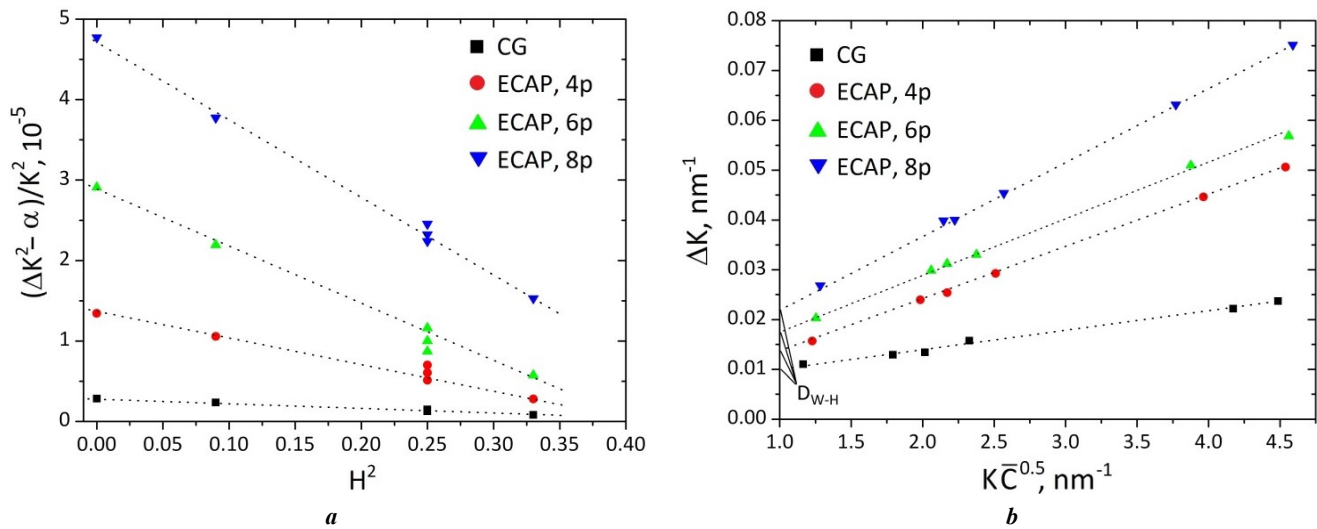 5
4
3
2
1
0
(ΔK²– α)/K², 10⁻⁵
CG
ECAP, 4p
ECAP, 6p
ECAP, 8p
0.00 0.05 0.10 0.15 0.20 0.25 0.30 0.35 0.40
H²
a
0.08
0.07
0.06
0.05
0.04
0.03
0.02
0.01
0.00
ΔK, nm⁻¹
CG
ECAP, 4p
ECAP, 6p
ECAP, 8p
D_W-H
1.0 1.5 2.0 2.5 3.0 3.5 4.0 4.5
KC̅⁰·⁵, nm⁻¹
b